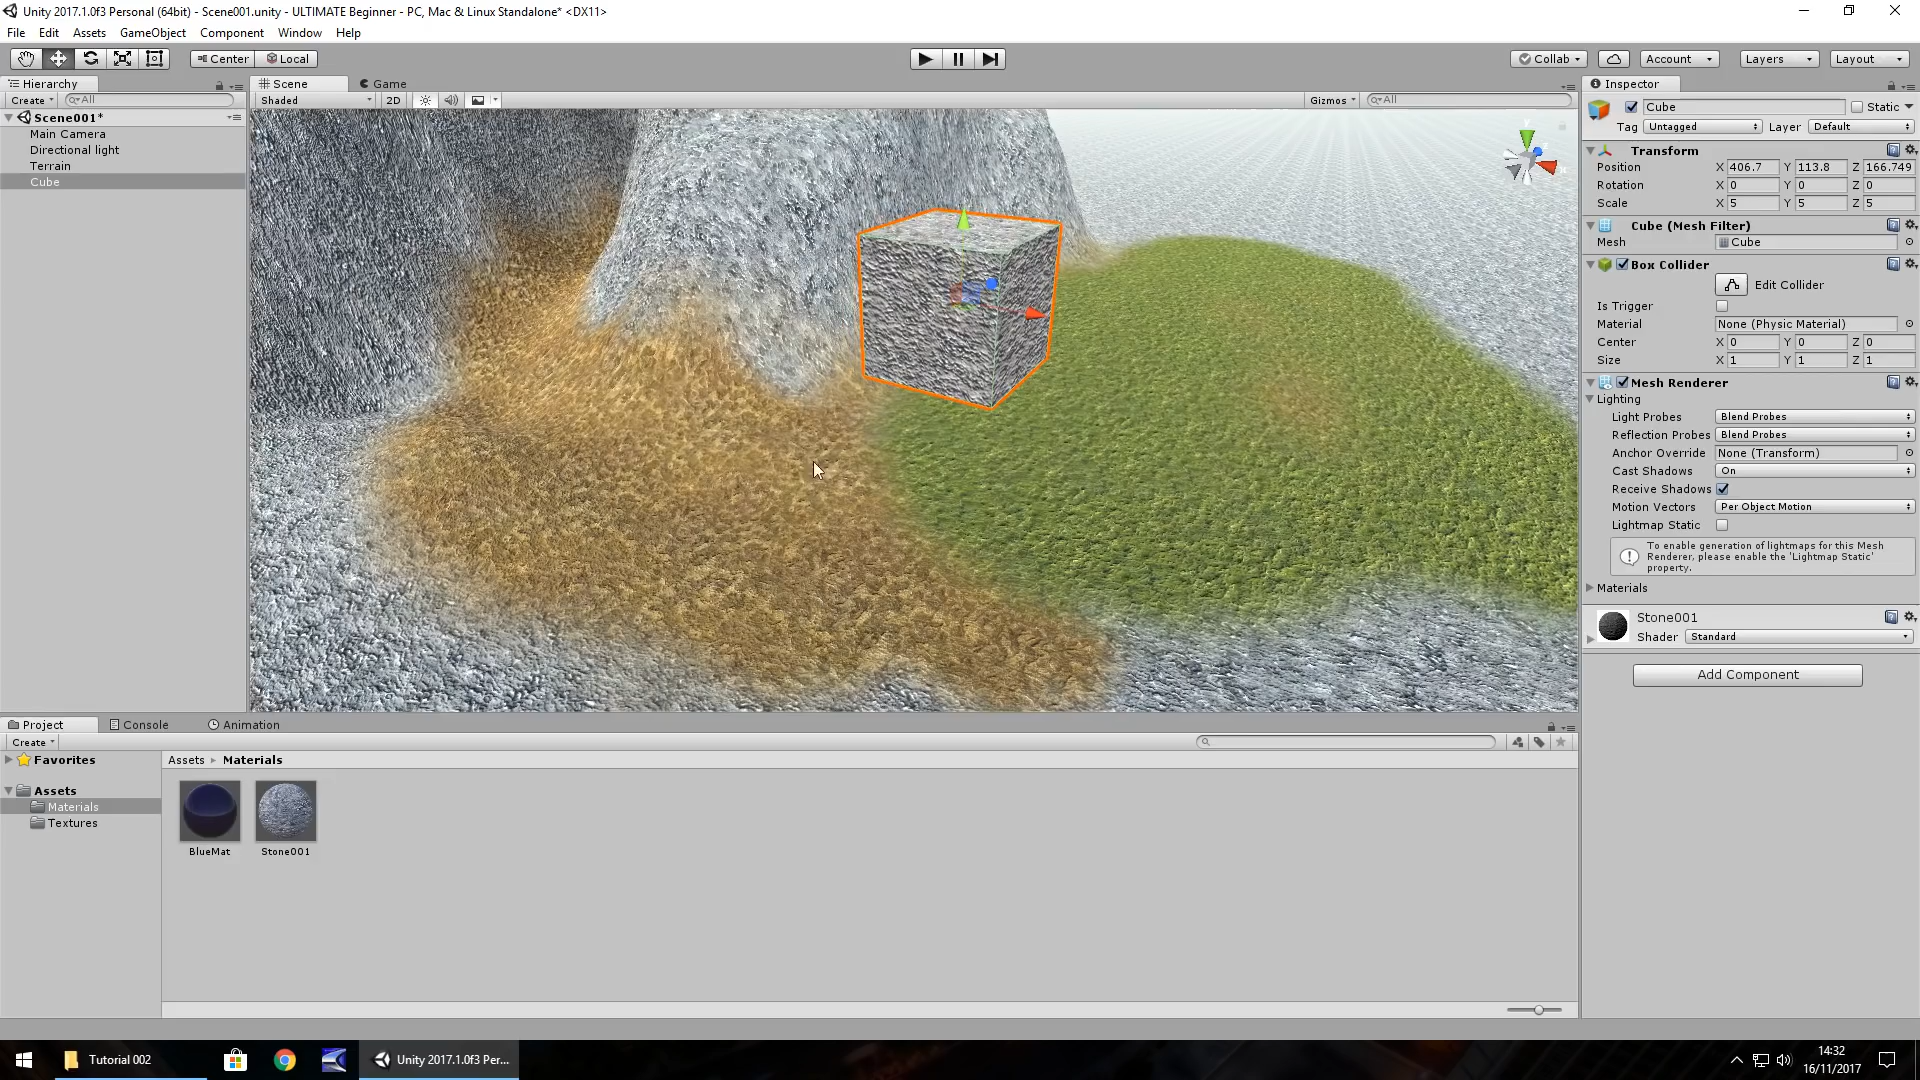 Unity 2017.1.0f3 Personal (64bit) - Scene001.unity - ULTIMATE Beginner - PC, Mac & Linux Standalone* <DX11>
File Edit Assets GameObject Component Window Help
Center Local
Collab Account Layers Layout
Hierarchy
Create All
Scene001*
Main Camera
Directional light
Terrain
Cube
Scene Game
Shaded 2D Gizmos All
Inspector
Cube Static
Tag Untagged Layer Default
Transform
Position X 406.7 Y 113.8 Z 166.749
Rotation X 0 Y 0 Z 0
Scale X 5 Y 5 Z 5
Cube (Mesh Filter)
Mesh Cube
Box Collider
Edit Collider
Is Trigger
Material None (Physic Material)
Center X 0 Y 0 Z 0
Size X 1 Y 1 Z 1
Mesh Renderer
Lighting
Light Probes Blend Probes
Reflection Probes Blend Probes
Anchor Override None (Transform)
Cast Shadows On
Receive Shadows
Motion Vectors Per Object Motion
Lightmap Static
To enable generation of lightmaps for this Mesh
Renderer, please enable the 'Lightmap Static'
property.
Materials
Stone001
Shader Standard
Add Component
Project Console Animation
Create
Favorites
Assets
Materials
Textures
Assets Materials
BlueMat Stone001
Tutorial 002
Unity 2017.1.0f3 Per...
14:32
16/11/2017